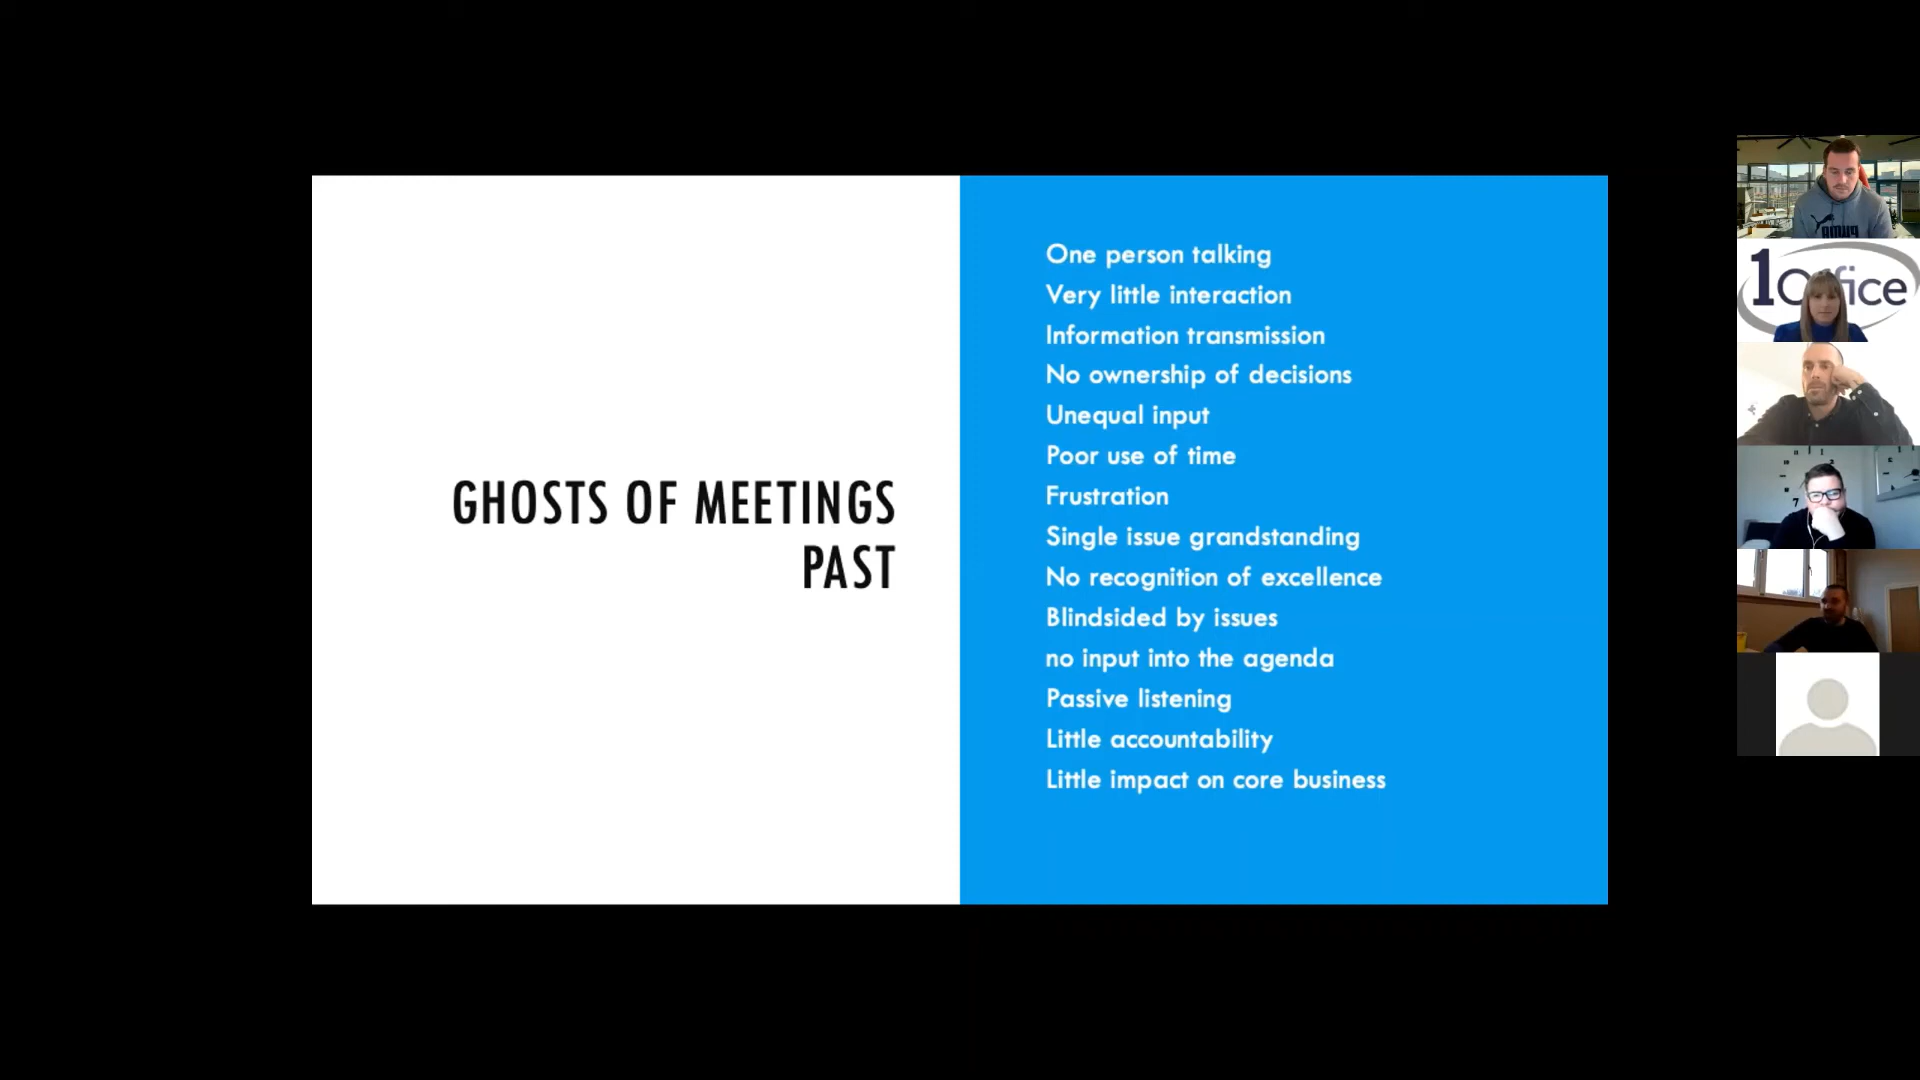 GHOSTS OF MEETINGS
PAST
One person talking
Very little interaction
Information transmission
No ownership of decisions
Unequal input
Poor use of time
Frustration
Single issue grandstanding
No recognition of excellence
Blindsided by issues
no input into the agenda
Passive listening
Little accountability
Little impact on core business
7